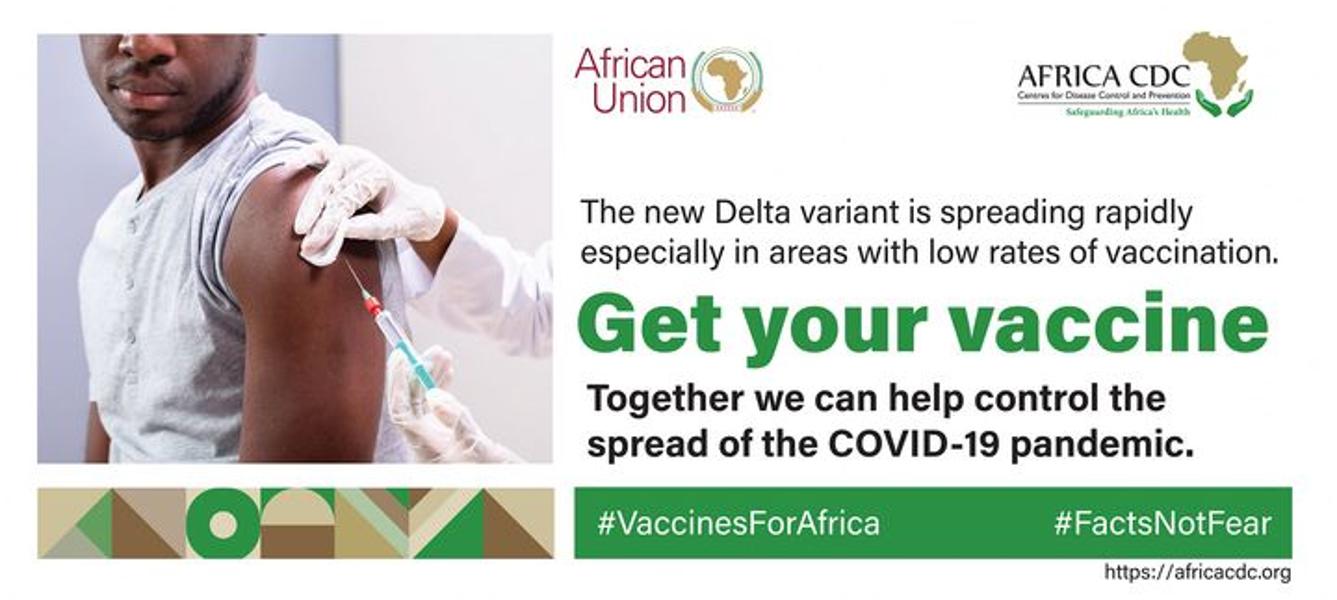 African
Union
AFRICA CDC
Centres for Disease Control and Prevention
Safeguarding Africa's Health
The new Delta variant is spreading rapidly
especially in areas with low rates of vaccination.
Get your vaccine
Together we can help control the
spread of the COVID-19 pandemic.
#VaccinesForAfrica
#FactsNotFear
https://africacdc.org